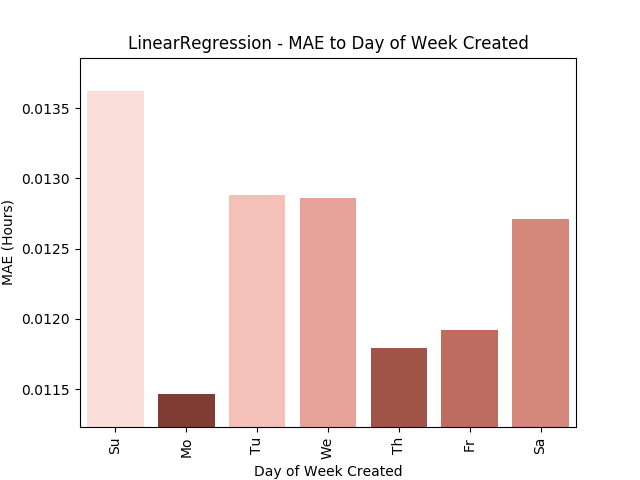 LinearRegression - MAE to Day of Week Created
MAE (Hours)
0.0135
0.0130
0.0125
0.0120
0.0115
Su
Mo
Tu
We
Th
Fr
Sa
Day of Week Created